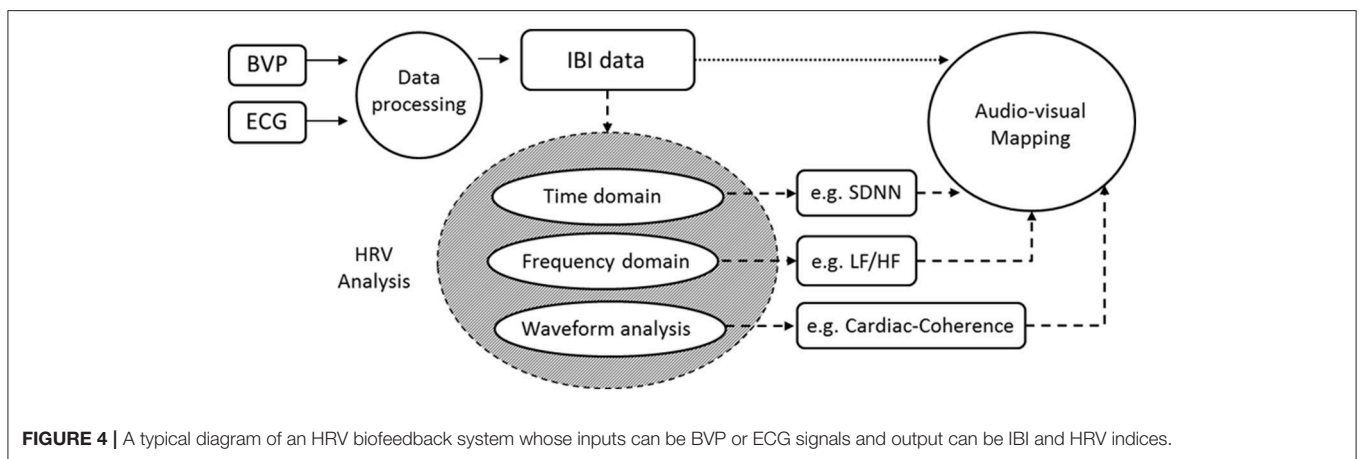 BVP
ECG
Data
processing
IBI data
Audio-visual
Mapping
HRV
Analysis
Time domain
Frequency domain
Waveform analysis
e.g. SDNN
e.g. LF/HF
e.g. Cardiac-Coherence
FIGURE 4 | A typical diagram of an HRV biofeedback system whose inputs can be BVP or ECG signals and output can be IBI and HRV indices.